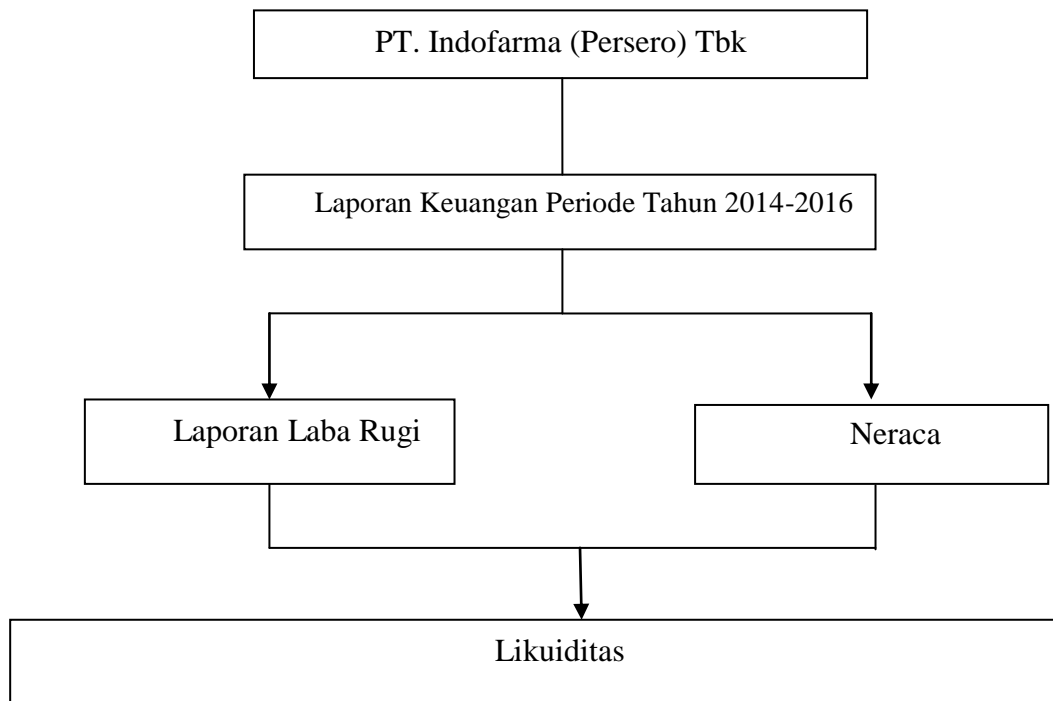 PT. Indofarma (Persero) Tbk
Laporan Keuangan Periode Tahun 2014-2016
Laporan Laba Rugi
Neraca
Likuiditas